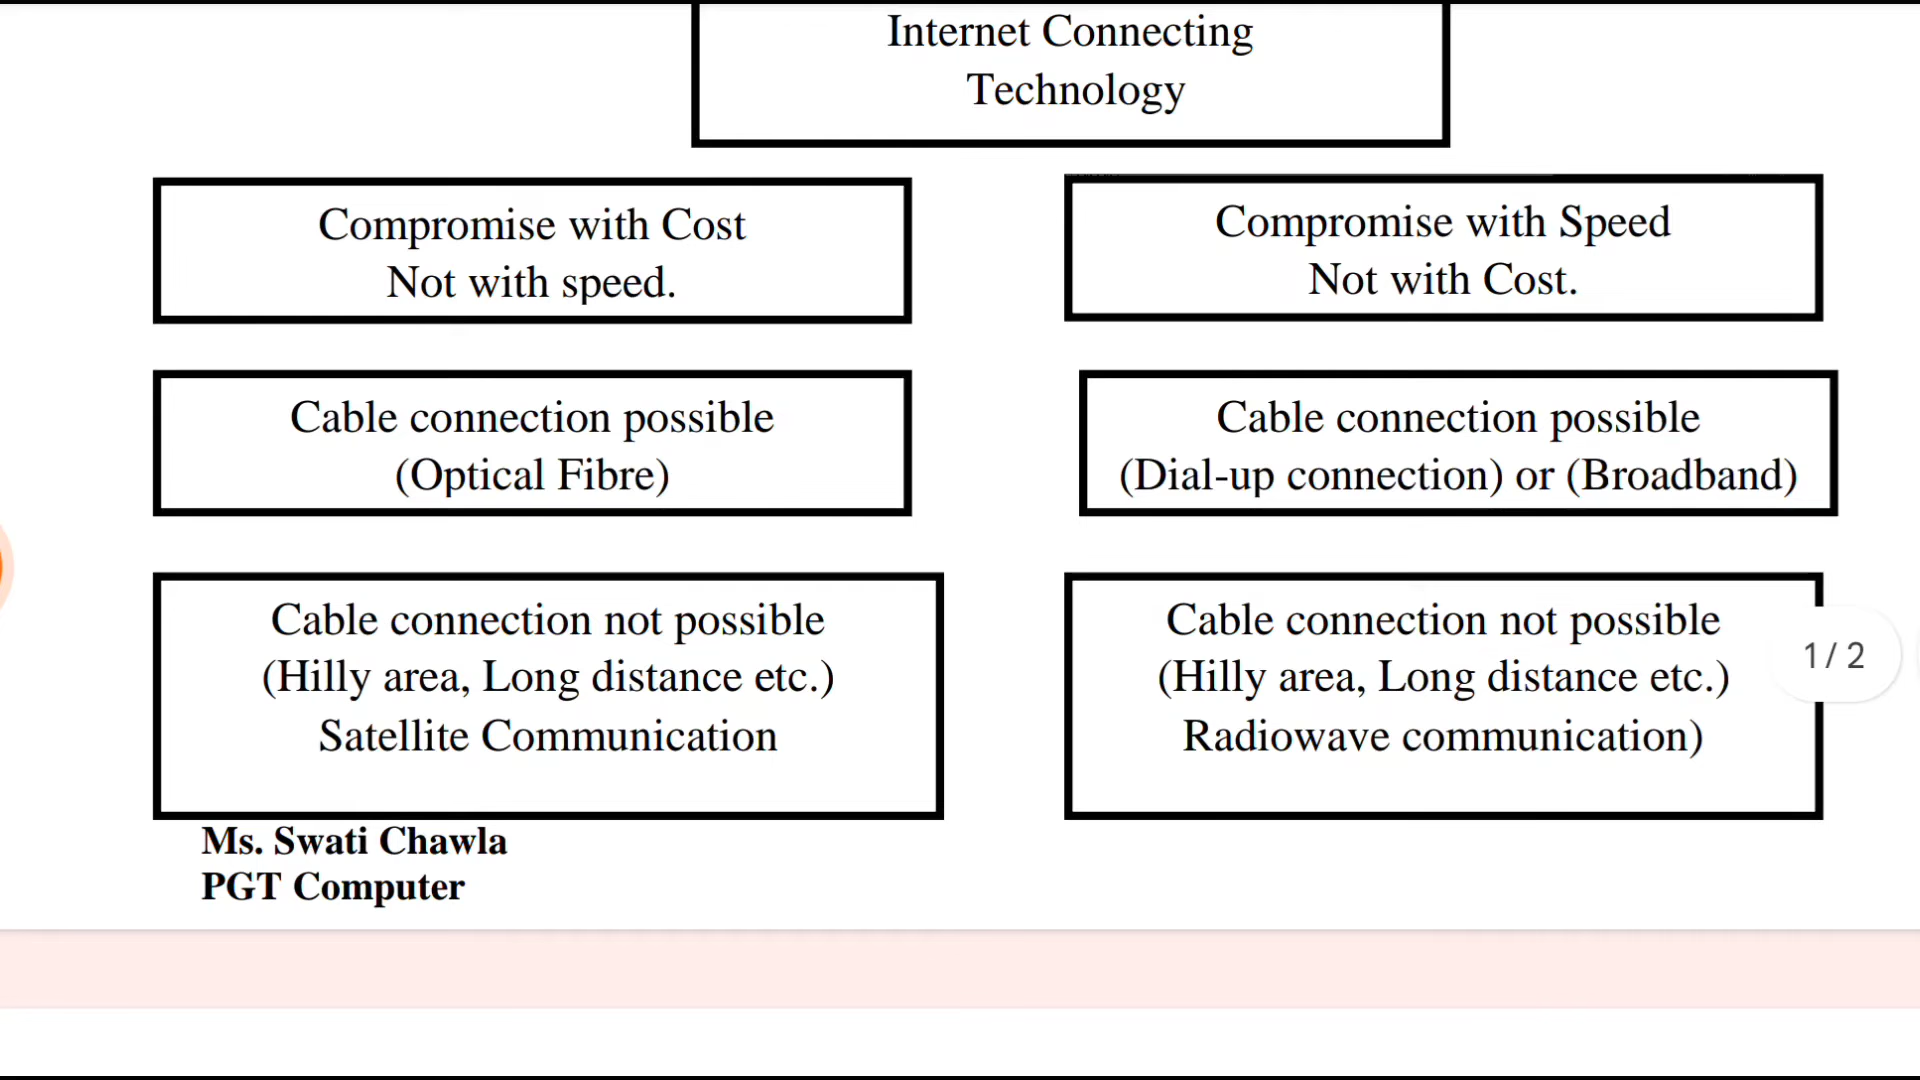 Internet Connecting
Technology
Compromise with Cost
Not with speed.
Compromise with Speed
Not with Cost.
Cable connection possible
(Optical Fibre)
Cable connection possible
(Dial-up connection) or (Broadband)
Cable connection not possible
(Hilly area, Long distance etc.)
Satellite Communication
Cable connection not possible
(Hilly area, Long distance etc.)
Radiowave communication)
1 / 2
Ms. Swati Chawla
PGT Computer